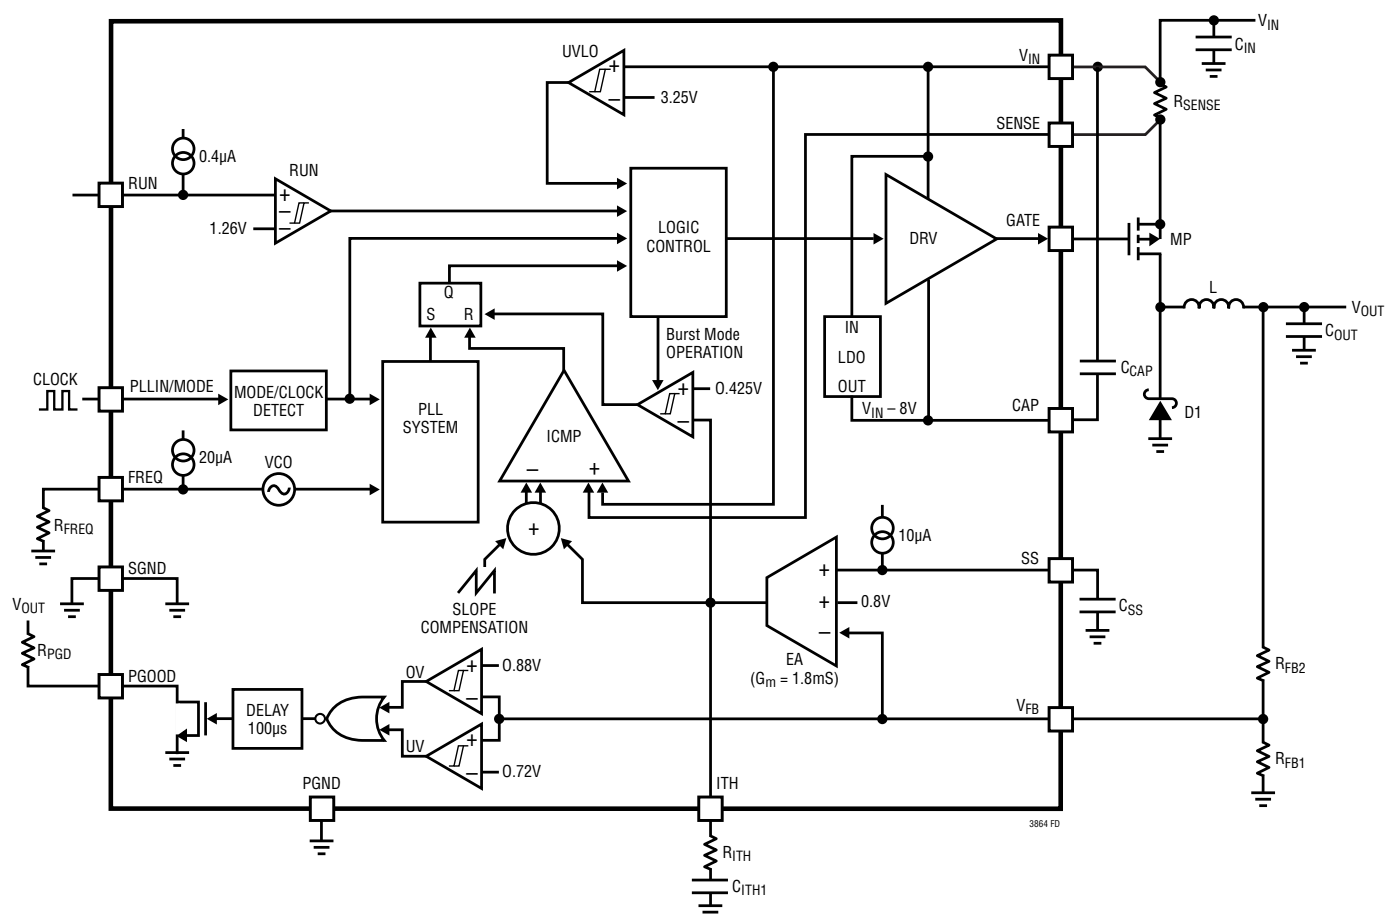 VIN
CIN
UVLO
+
–
3.25V
VIN
RSENSE
SENSE
0.4µA
RUN
RUN
+
–
–
1.26V
LOGIC
CONTROL
DRV
GATE
MP
Q
S R
Burst Mode
OPERATION
IN
LDO
OUT
L
VOUT
COUT
CLOCK
PLLIN/MODE
MODE/CLOCK
DETECT
PLL
SYSTEM
+
–
0.425V
VIN – 8V
CAP
CCAP
D1
ICMP
– +
20µA
VCO
FREQ
RFREQ
+
10µA
SS
CSS
SGND
SLOPE
COMPENSATION
+
+
–
0.8V
EA
(Gm = 1.8mS)
VOUT
RPGD
PGOOD
OV
+
–
0.88V
VFB
RFB2
RFB1
DELAY
100µs
UV
+
–
0.72V
PGND
ITH
3864 FD
RITH
CITH1